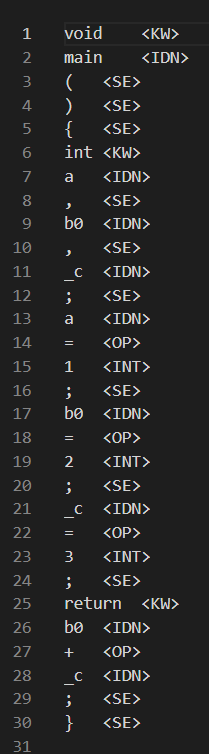 1 void <KW>
2 main <IDN>
3 ( <SE>
4 ) <SE>
5 { <SE>
6 int <KW>
7 a <IDN>
8 , <SE>
9 b0 <IDN>
10 , <SE>
11 _c <IDN>
12 ; <SE>
13 a <IDN>
14 = <OP>
15 1 <INT>
16 ; <SE>
17 b0 <IDN>
18 = <OP>
19 2 <INT>
20 ; <SE>
21 _c <IDN>
22 = <OP>
23 3 <INT>
24 ; <SE>
25 return <KW>
26 b0 <IDN>
27 + <OP>
28 _c <IDN>
29 ; <SE>
30 } <SE>
31